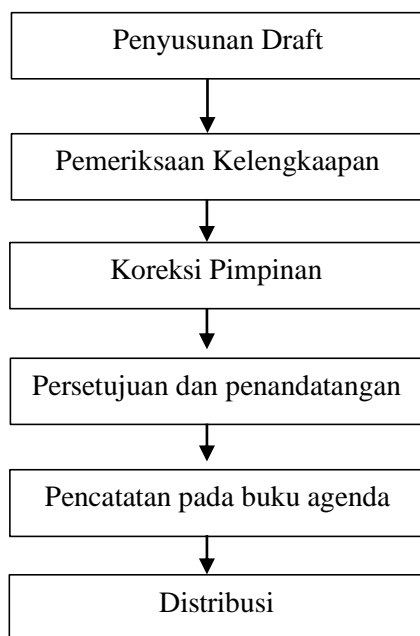 Penyusunan Draft
Pemeriksaan Kelengkaapan
Koreksi Pimpinan
Persetujuan dan penandatangan
Pencatatan pada buku agenda
Distribusi